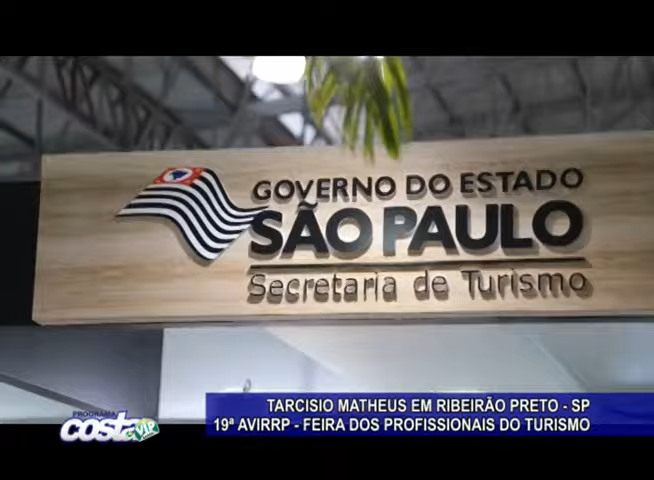 GOVERNO DO ESTADO
SÃO PAULO
Secretaria de Turismo
TARCISIO MATHEUS EM RIBEIRÃO PRETO - SP
19ª AVIRRP - FEIRA DOS PROFISSIONAIS DO TURISMO
PROGRAMA
costa
VIP